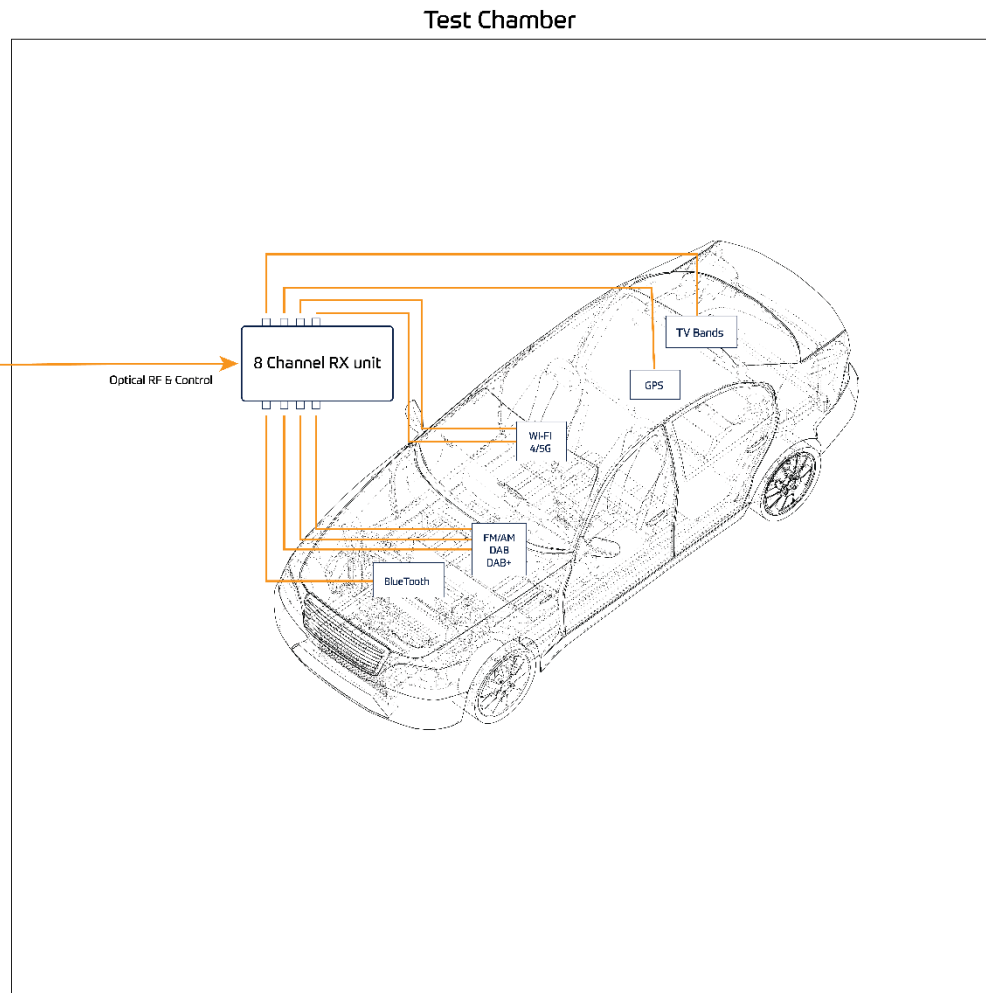 Test Chamber
TV Bands
8 Channel RX unit
Optical RF & Control
GPS
WI-FI
4/5G
FM/AM
DAB
DAB+
BlueTooth